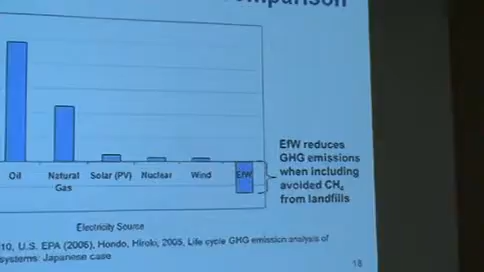 omparison
EfW reduces
GHG emissions
when including
avoided CH4
from landfills
Oil Natural Gas Solar (PV) Nuclear Wind EfW
Electricity Source
10, U.S. EPA (2006), Hondo, Hiroki, 2005, Life cycle GHG emission analysis of
systems: Japanese case
18